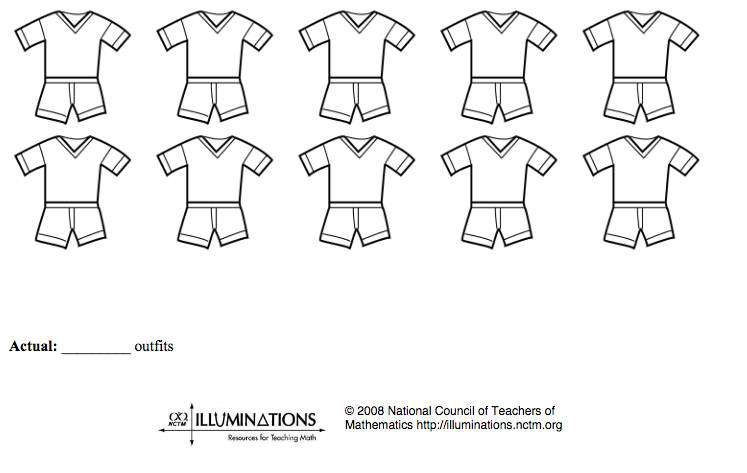 Actual: _________ outfits
NCTM
ILLUMINATIONS
Resources for Teaching Math
© 2008 National Council of Teachers of
Mathematics http://illuminations.nctm.org